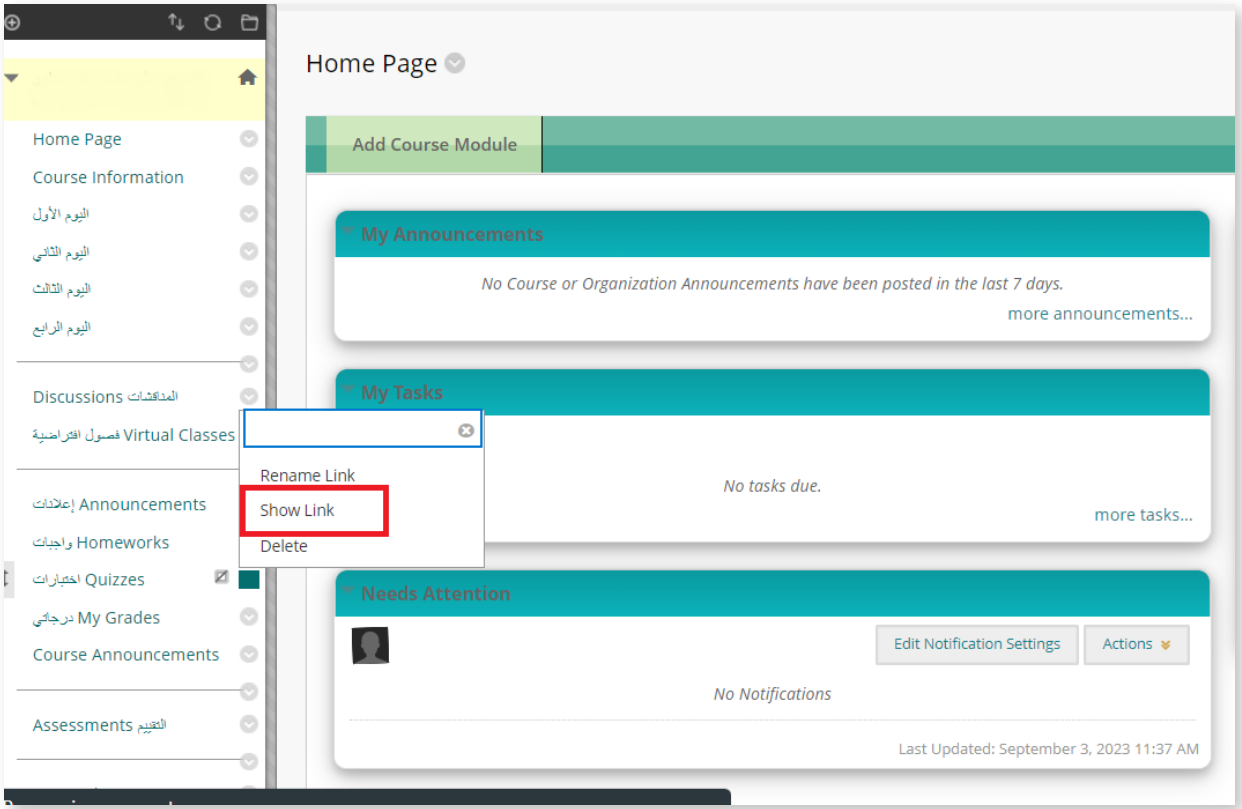 Home Page
Home Page
Course Information
اليوم الأول
اليوم الثاني
اليوم الثالث
اليوم الرابع
Discussions المناقشات
Virtual Classes فصول افتراضية
Rename Link
Show Link
Delete
Announcements إعلانات
Homeworks واجبات
Quizzes اختبارات
My Grades درجاتي
Course Announcements
Assessments التقييم
Add Course Module
My Announcements
No Course or Organization Announcements have been posted in the last 7 days.
more announcements...
My Tasks
No tasks due.
more tasks...
Needs Attention
Edit Notification Settings
Actions
No Notifications
Last Updated: September 3, 2023 11:37 AM